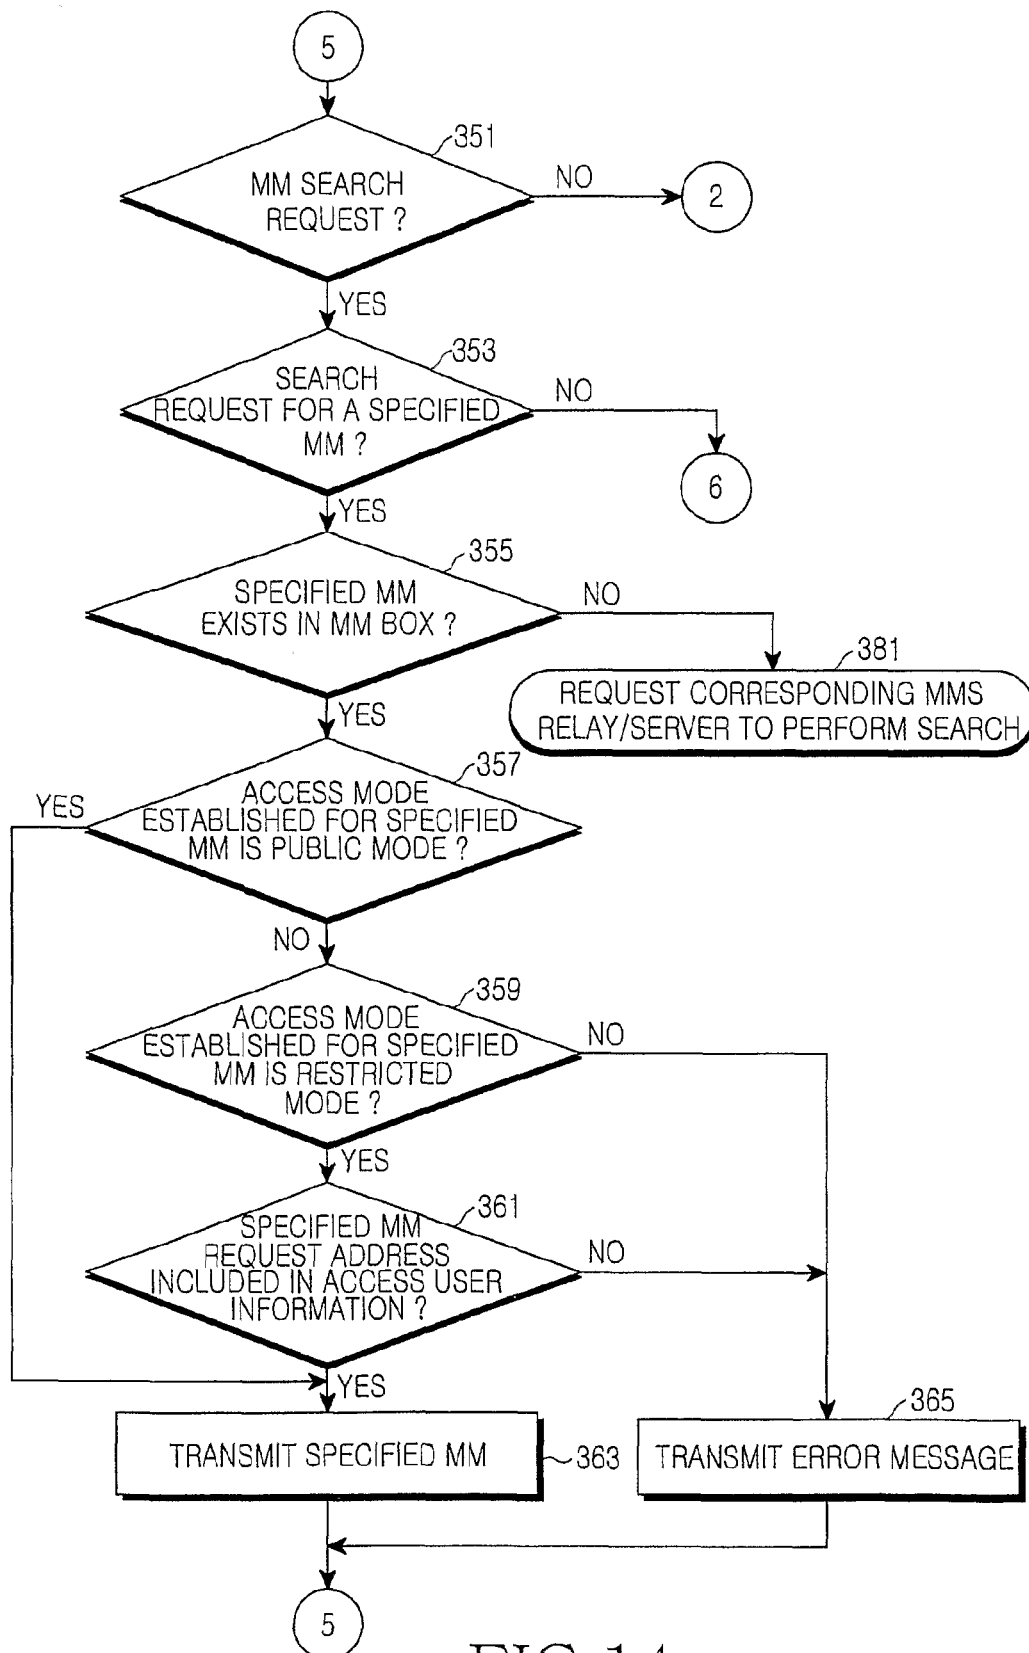 5
351
MM SEARCH
REQUEST ?
NO
2
YES
353
SEARCH
REQUEST FOR A SPECIFIED
MM ?
NO
6
YES
355
SPECIFIED MM
EXISTS IN MM BOX ?
NO
381
REQUEST CORRESPONDING MMS
RELAY/SERVER TO PERFORM SEARCH
YES
357
ACCESS MODE
ESTABLISHED FOR SPECIFIED
MM IS PUBLIC MODE ?
YES
NO
359
ACCESS MODE
ESTABLISHED FOR SPECIFIED
MM IS RESTRICTED
MODE ?
NO
YES
361
SPECIFIED MM
REQUEST ADDRESS
INCLUDED IN ACCESS USER
INFORMATION ?
NO
YES
TRANSMIT SPECIFIED MM
363
365
TRANSMIT ERROR MESSAGE
5